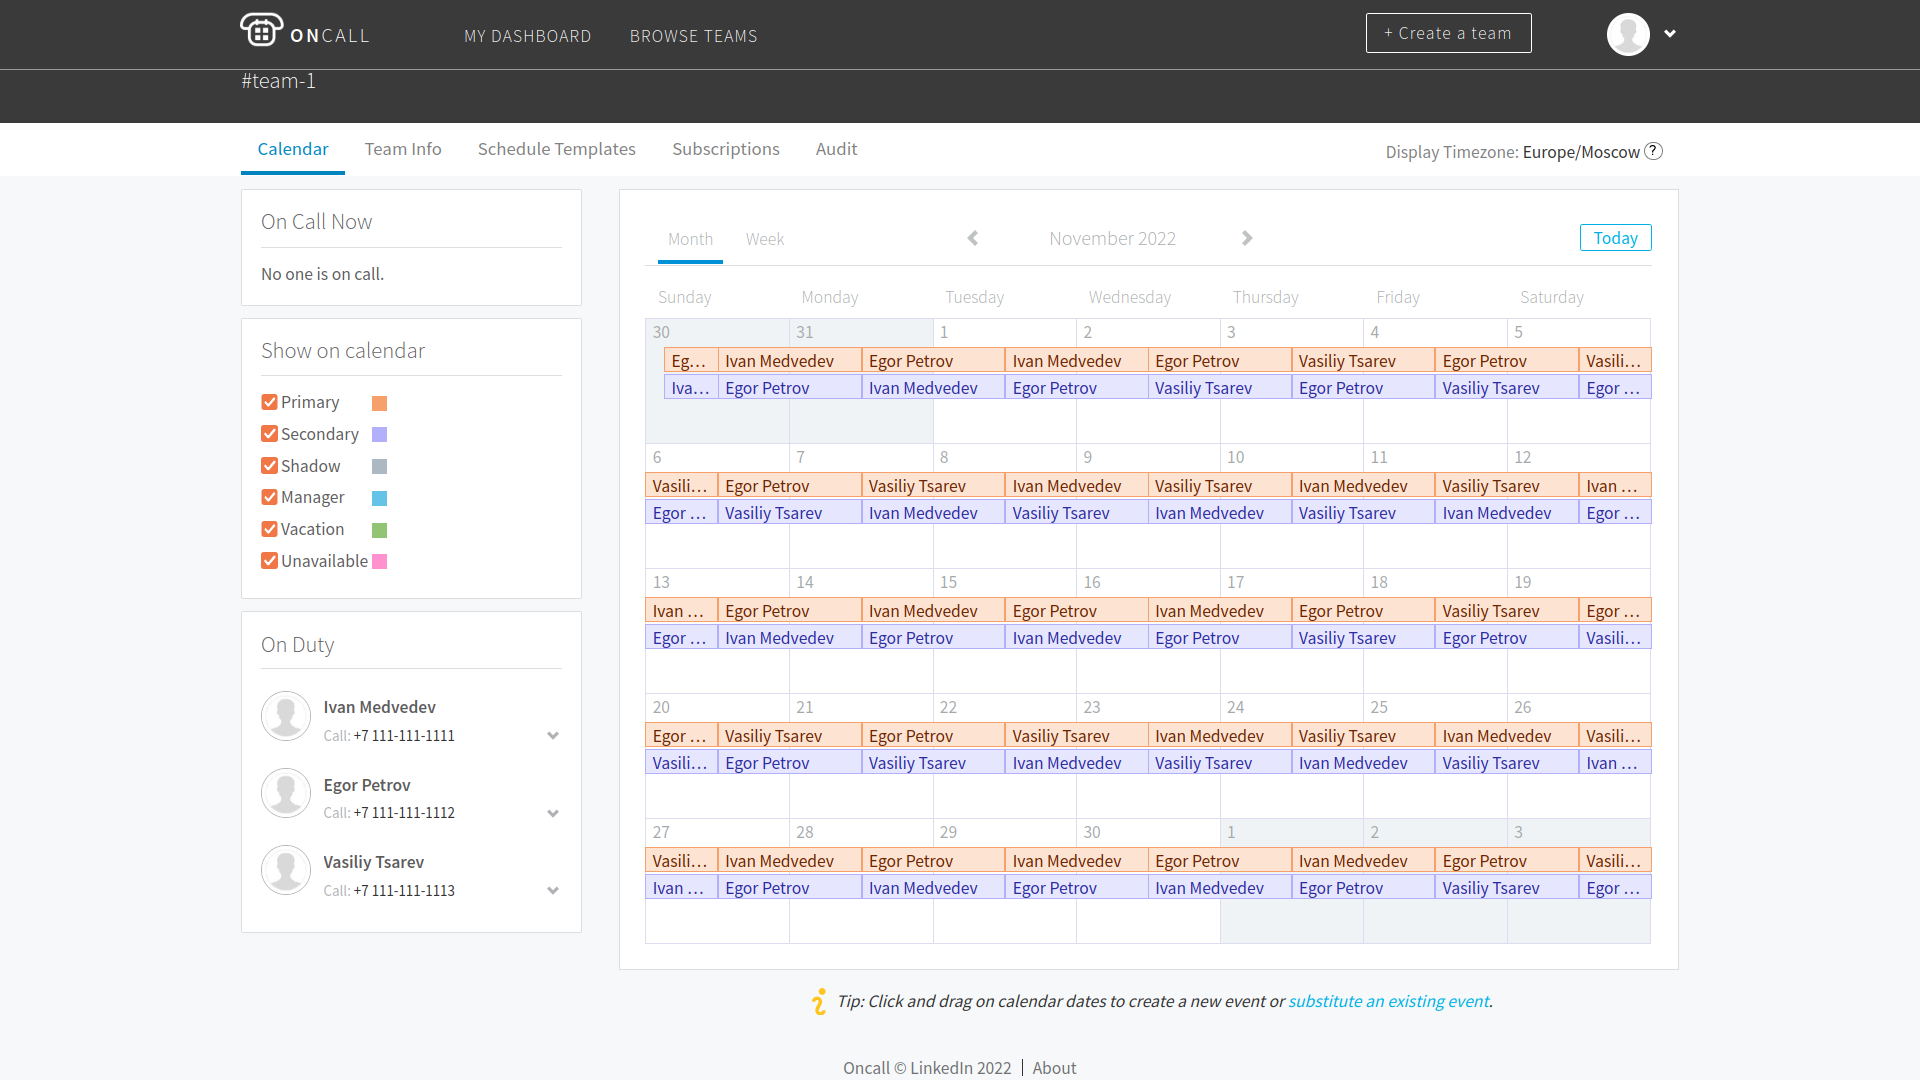 ONCALL
MY DASHBOARD
BROWSE TEAMS
+ Create a team
#team-1
Calendar
Team Info
Schedule Templates
Subscriptions
Audit
Display Timezone: Europe/Moscow ?
On Call Now
No one is on call.
Show on calendar
Primary
Secondary
Shadow
Manager
Vacation
Unavailable
On Duty
Ivan Medvedev
Call: +7 111-111-1111
Egor Petrov
Call: +7 111-111-1112
Vasiliy Tsarev
Call: +7 111-111-1113
Month Week November 2022 Today
Sunday Monday Tuesday Wednesday Thursday Friday Saturday
30 31 1 2 3 4 5
Eg... Ivan Medvedev Egor Petrov Ivan Medvedev Egor Petrov Vasiliy Tsarev Egor Petrov Vasili...
Iva... Egor Petrov Ivan Medvedev Egor Petrov Vasiliy Tsarev Egor Petrov Vasiliy Tsarev Egor ...
6 7 8 9 10 11 12
Vasili... Egor Petrov Vasiliy Tsarev Ivan Medvedev Vasiliy Tsarev Ivan Medvedev Vasiliy Tsarev Ivan ...
Egor ... Vasiliy Tsarev Ivan Medvedev Vasiliy Tsarev Ivan Medvedev Vasiliy Tsarev Ivan Medvedev Egor ...
13 14 15 16 17 18 19
Ivan ... Egor Petrov Ivan Medvedev Egor Petrov Ivan Medvedev Egor Petrov Vasiliy Tsarev Egor ...
Egor ... Ivan Medvedev Egor Petrov Ivan Medvedev Egor Petrov Vasiliy Tsarev Egor Petrov Vasili...
20 21 22 23 24 25 26
Egor ... Vasiliy Tsarev Egor Petrov Vasiliy Tsarev Ivan Medvedev Vasiliy Tsarev Ivan Medvedev Vasili...
Vasili... Egor Petrov Vasiliy Tsarev Ivan Medvedev Vasiliy Tsarev Ivan Medvedev Vasiliy Tsarev Ivan ...
27 28 29 30 1 2 3
Vasili... Ivan Medvedev Egor Petrov Ivan Medvedev Egor Petrov Ivan Medvedev Egor Petrov Vasili...
Ivan ... Egor Petrov Ivan Medvedev Egor Petrov Ivan Medvedev Egor Petrov Vasiliy Tsarev Egor ...
Tip: Click and drag on calendar dates to create a new event or substitute an existing event.
Oncall © LinkedIn 2022 | About